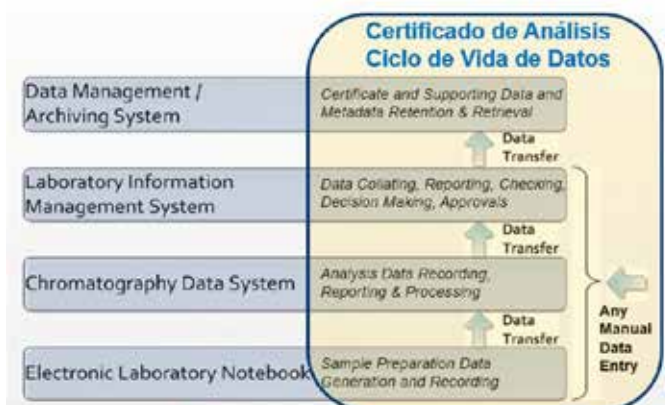 Certificado de Análisis
Ciclo de Vida de Datos
Data Management /
Archiving System
Certificate and Supporting Data and
Metadata Retention & Retrieval
Data
Transfer
Laboratory Information
Management System
Data Collating, Reporting, Checking,
Decision Making, Approvals
Data
Transfer
Chromatography Data System
Analysis Data Recording,
Reporting & Processing
Any
Manual
Data
Entry
Data
Transfer
Electronic Laboratory Notebook
Sample Preparation Data
Generation and Recording